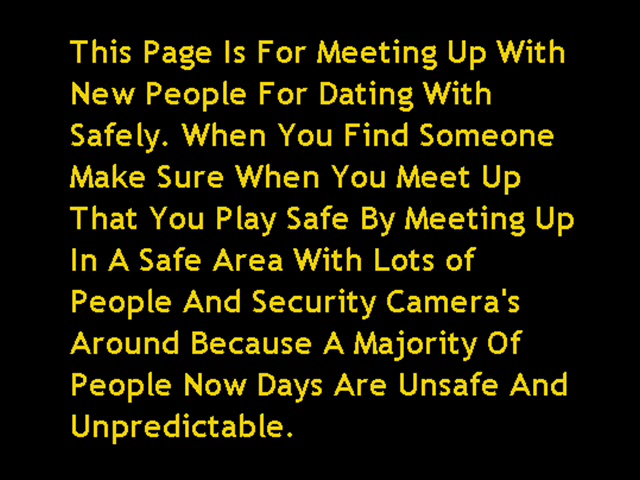 This Page Is For Meeting Up With
New People For Dating With
Safely. When You Find Someone
Make Sure When You Meet Up
That You Play Safe By Meeting Up
In A Safe Area With Lots of
People And Security Camera's
Around Because A Majority Of
People Now Days Are Unsafe And
Unpredictable.